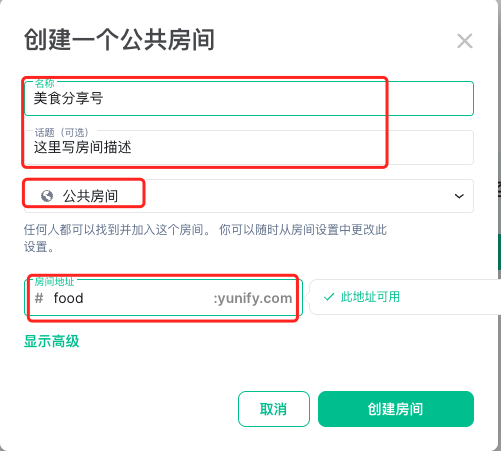 创建一个公共房间
名称
美食分享号
话题（可选）
这里写房间描述
公共房间
任何人都可以找到并加入这个房间。 你可以随时从房间设置中更改此
设置。
房间地址
# food :yunify.com
此地址可用
显示高级
取消 创建房间